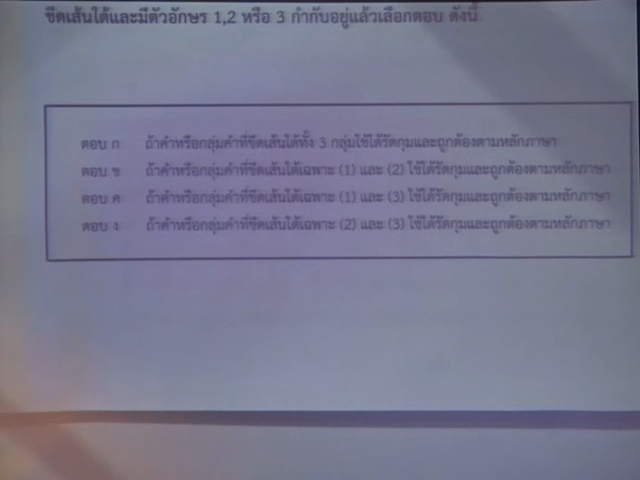 ขีดเส้นใต้และมีตัวอักษร 1,2 หรือ 3 กำกับอยู่แล้วเลือกตอบ ดังนี้
ตอบ ก ถ้าคำหรือกลุ่มคำที่ขีดเส้นใต้ทั้ง 3 กลุ่มใช้ได้รัดกุมและถูกต้องตามหลักภาษา
ตอบ ข ถ้าคำหรือกลุ่มคำที่ขีดเส้นใต้เฉพาะ (1) และ (2) ใช้ได้รัดกุมและถูกต้องตามหลักภาษา
ตอบ ค ถ้าคำหรือกลุ่มคำที่ขีดเส้นใต้เฉพาะ (1) และ (3) ใช้ได้รัดกุมและถูกต้องตามหลักภาษา
ตอบ ง ถ้าคำหรือกลุ่มคำที่ขีดเส้นใต้เฉพาะ (2) และ (3) ใช้ได้รัดกุมและถูกต้องตามหลักภาษา